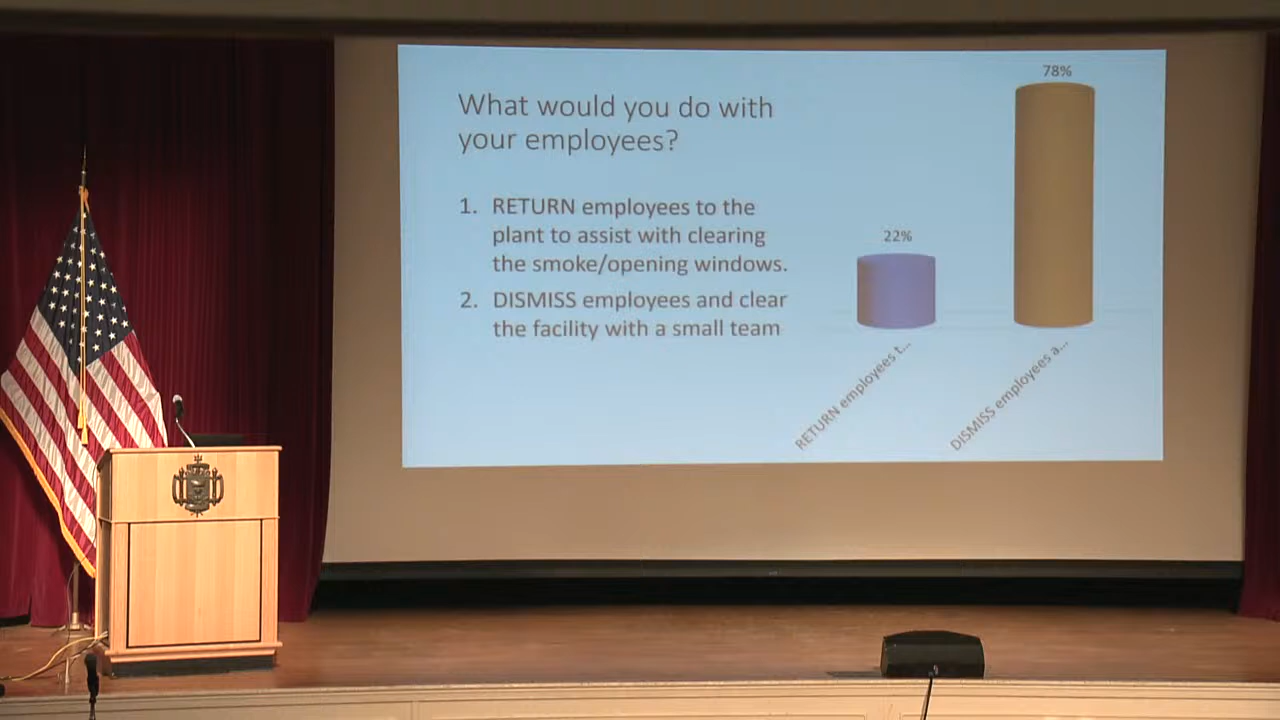 What would you do with
your employees?
1. RETURN employees to the
plant to assist with clearing
the smoke/opening windows.
2. DISMISS employees and clear
the facility with a small team
22%
78%
RETURN employees t...
DISMISS employees a...